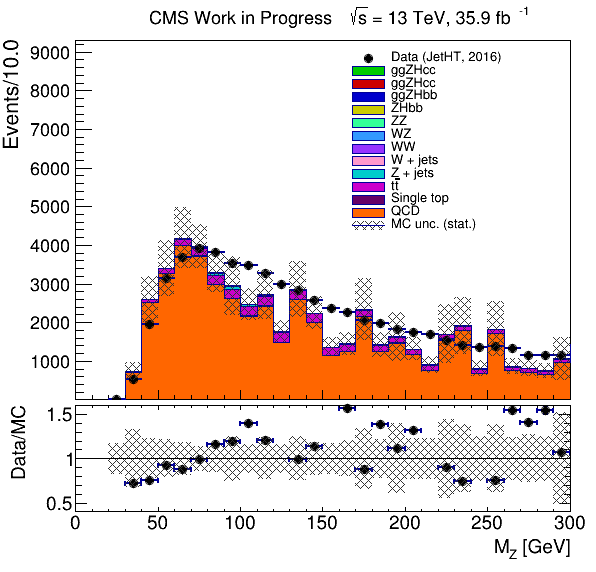 CMS Work in Progress √s = 13 TeV, 35.9 fb -1
Events/10.0
9000
8000
7000
6000
5000
4000
3000
2000
1000
Data (JetHT, 2016)
ggZHcc
ggZHcc
ggZHbb
ZHbb
ZZ
WZ
WW
W + jets
Z + jets
tt̅
Single top
QCD
MC unc. (stat.)
Data/MC
1.5
1
0.5
0 50 100 150 200 250 300
M_Z [GeV]